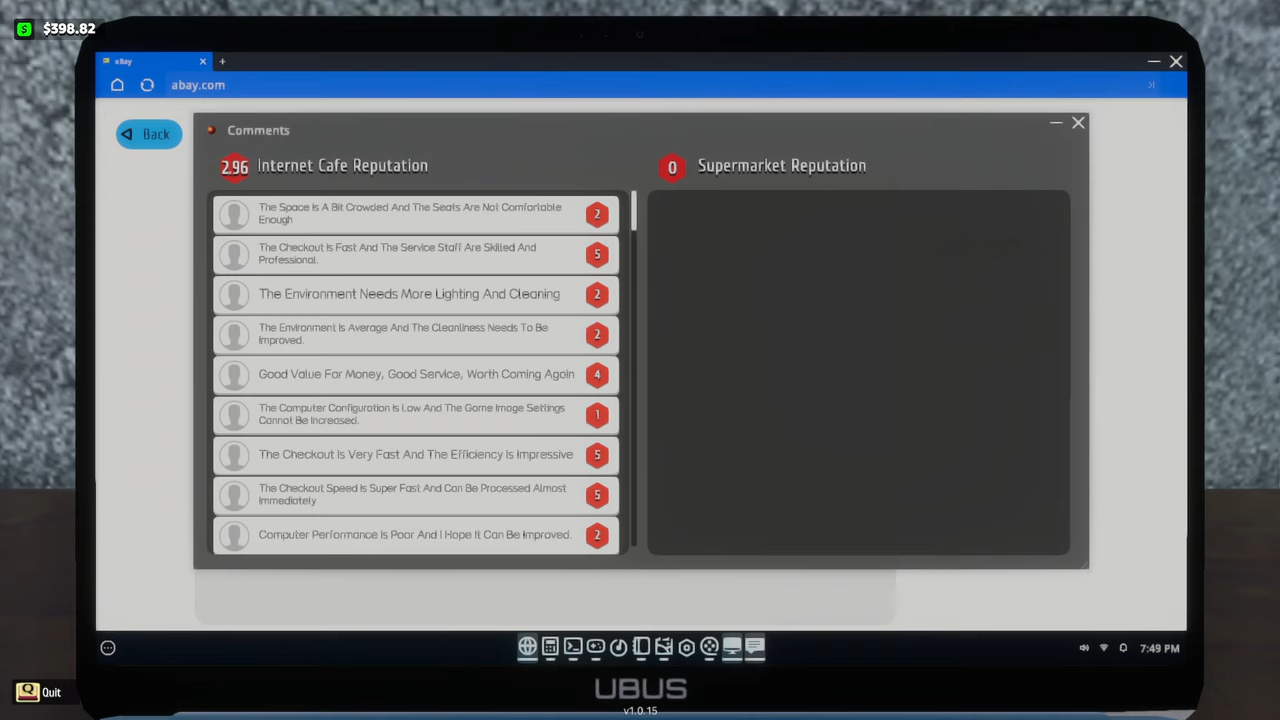 $398.82
aBay
abay.com
Back
Comments
2.96 Internet Cafe Reputation
0 Supermarket Reputation
The Space Is A Bit Crowded And The Seats Are Not Comfortable
Enough
2
The Checkout Is Fast And The Service Staff Are Skilled And
Professional.
5
The Environment Needs More Lighting And Cleaning
2
The Environment Is Average And The Cleanliness Needs To Be
Improved.
2
Good Value For Money, Good Service, Worth Coming Again
4
The Computer Configuration Is Low And The Game Image Settings
Cannot Be Increased.
1
The Checkout Is Very Fast And The Efficiency Is Impressive
5
The Checkout Speed Is Super Fast And Can Be Processed Almost
Immediately
5
Computer Performance Is Poor And I Hope It Can Be Improved.
2
7:49 PM
Q Quit
UBUS
v1.0.15